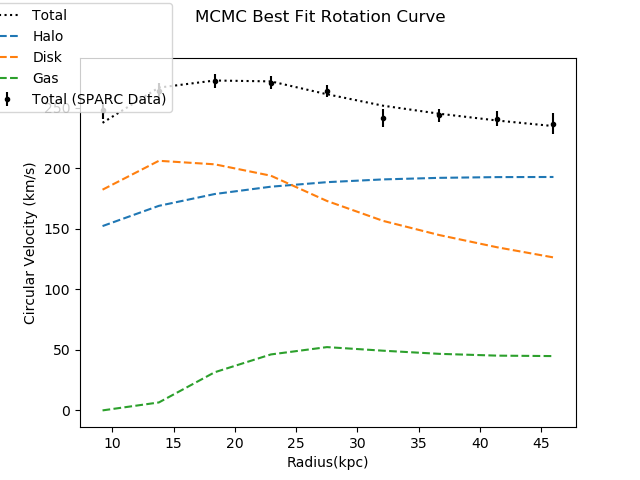 MCMC Best Fit Rotation Curve
Total
Halo
Disk
Gas
Total (SPARC Data)
250
200
150
100
50
0
Circular Velocity (km/s)
10 15 20 25 30 35 40 45
Radius(kpc)